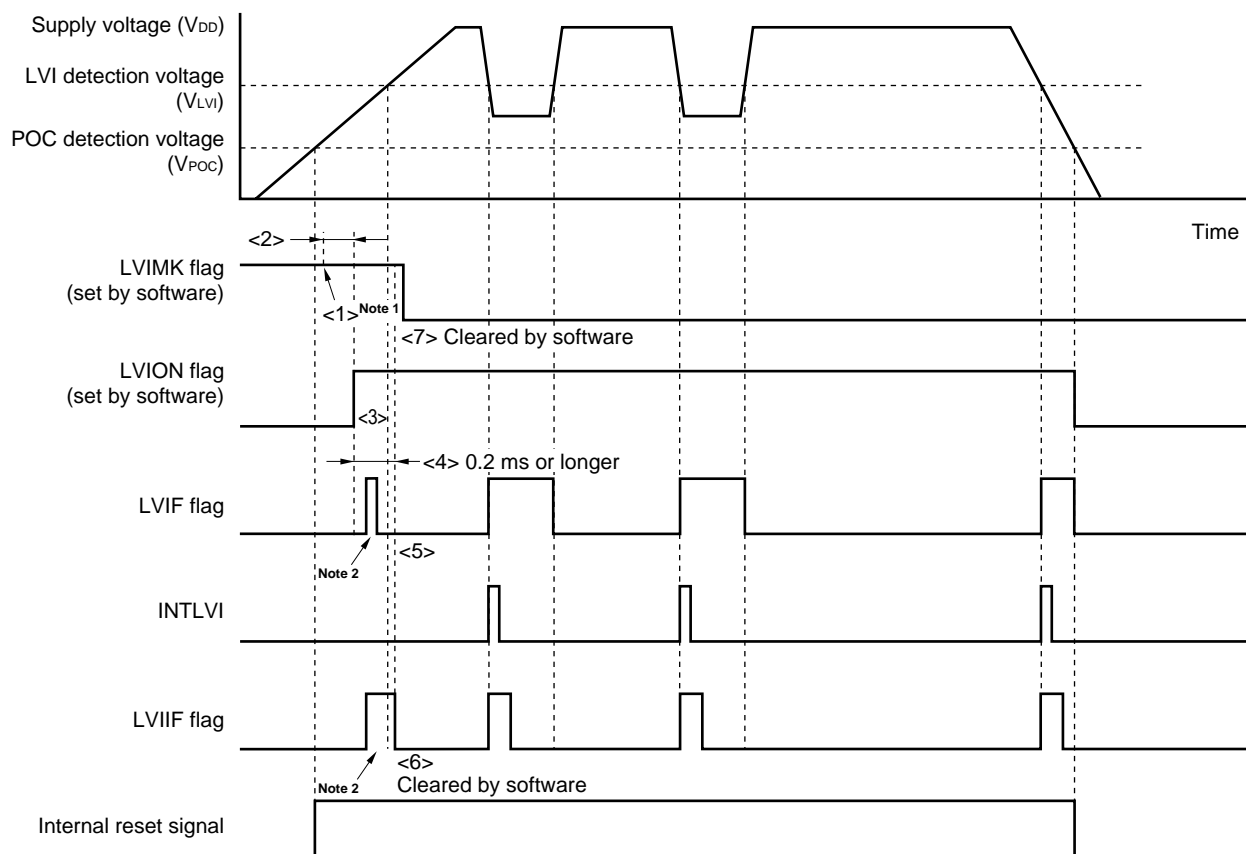 Supply voltage (VDD)
LVI detection voltage
(VLVI)
POC detection voltage
(VPOC)
Time
<2>
LVIMK flag
(set by software)
<1>
Note 1
<7> Cleared by software
LVION flag
(set by software)
<3>
<4> 0.2 ms or longer
LVIF flag
<5>
Note 2
INTLVI
LVIIF flag
<6>
Note 2
Cleared by software
Internal reset signal